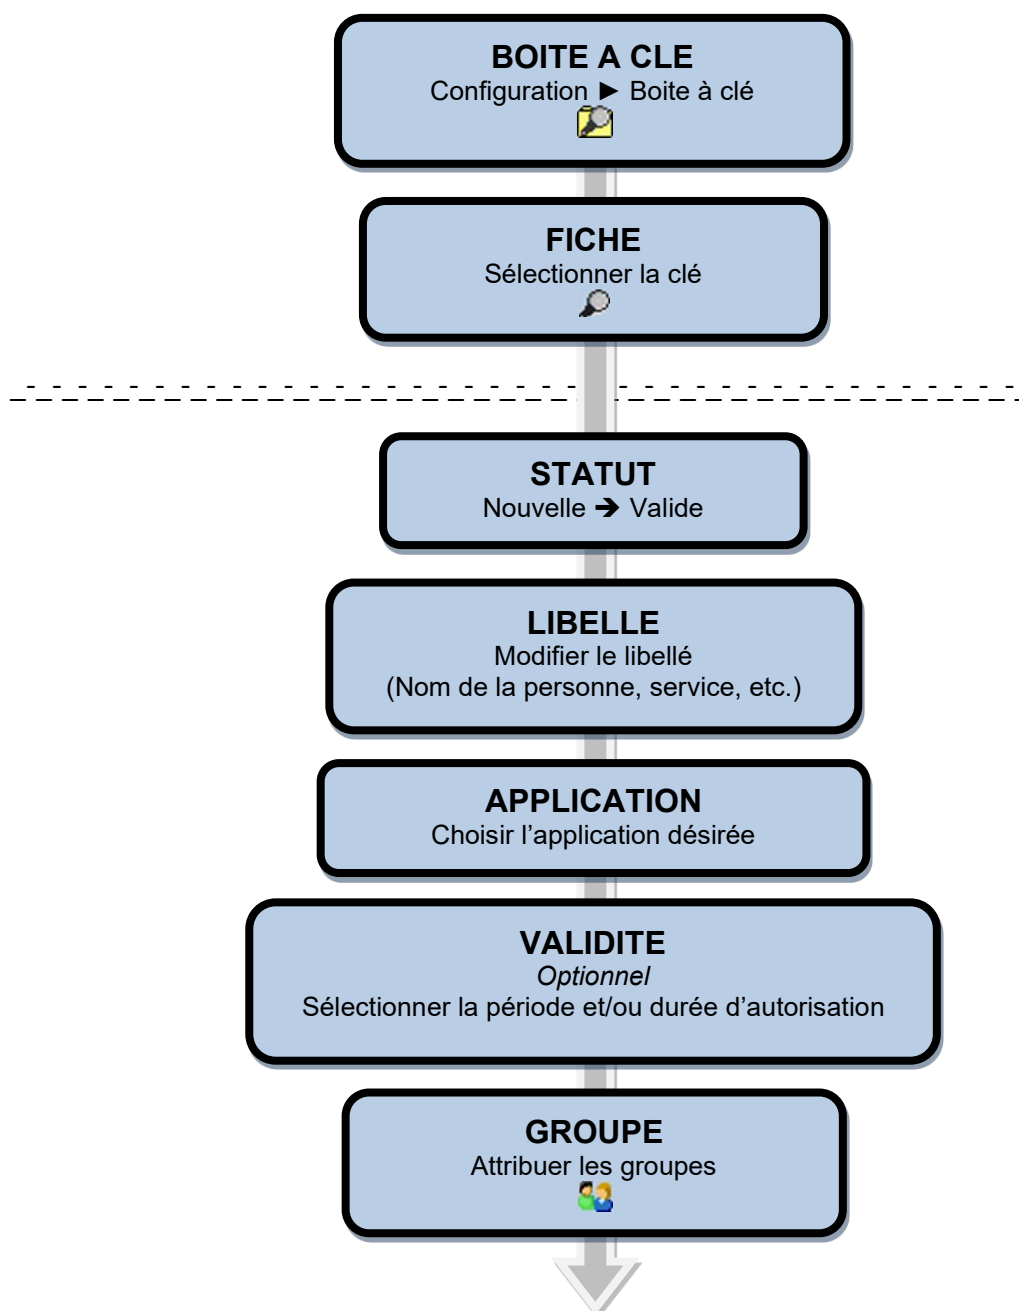 BOITE A CLE
Configuration ► Boite à clé
FICHE
Sélectionner la clé
STATUT
Nouvelle ➔ Valide
LIBELLE
Modifier le libellé
(Nom de la personne, service, etc.)
APPLICATION
Choisir l’application désirée
VALIDITE
Optionnel
Sélectionner la période et/ou durée d’autorisation
GROUPE
Attribuer les groupes